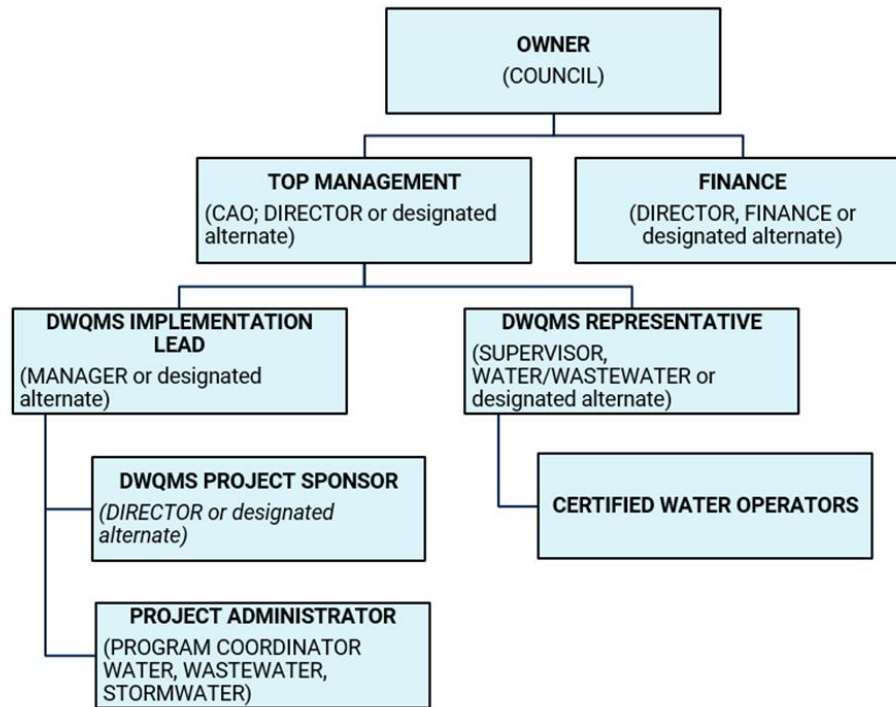 OWNER
(COUNCIL)
TOP MANAGEMENT
(CAO; DIRECTOR or designated
alternate)
FINANCE
(DIRECTOR, FINANCE or
designated alternate)
DWQMS IMPLEMENTATION
LEAD
(MANAGER or designated
alternate)
DWQMS REPRESENTATIVE
(SUPERVISOR,
WATER/WASTEWATER or
designated alternate)
DWQMS PROJECT SPONSOR
(DIRECTOR or designated
alternate)
CERTIFIED WATER OPERATORS
PROJECT ADMINISTRATOR
(PROGRAM COORDINATOR
WATER, WASTEWATER,
STORMWATER)